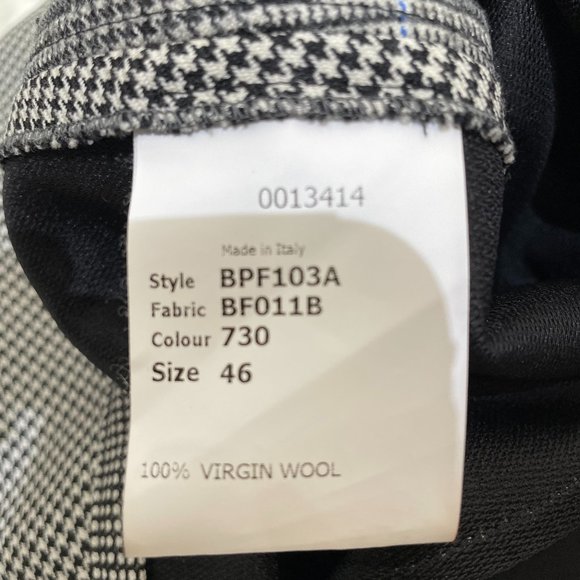 0013414
Made in Italy
Style BPF103A
Fabric BF011B
Colour 730
Size 46
100% VIRGIN WOOL